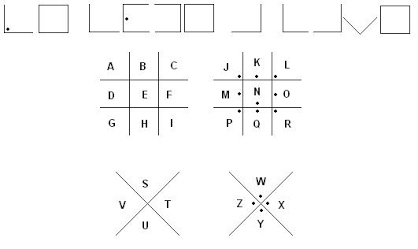 A B C J K L
D E F M N O
G H I P Q R
S W
V T Z X
U Y